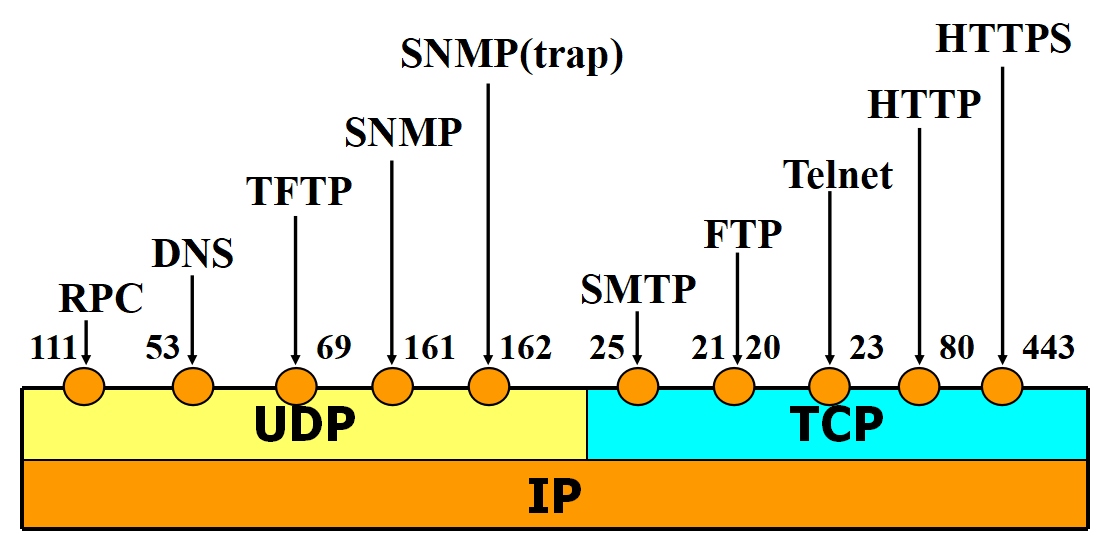 HTTPS
SNMP(trap)
HTTP
SNMP
Telnet
TFTP
FTP
DNS
SMTP
RPC
111 53 69 161 162 25 21 20 23 80 443
UDP TCP
IP